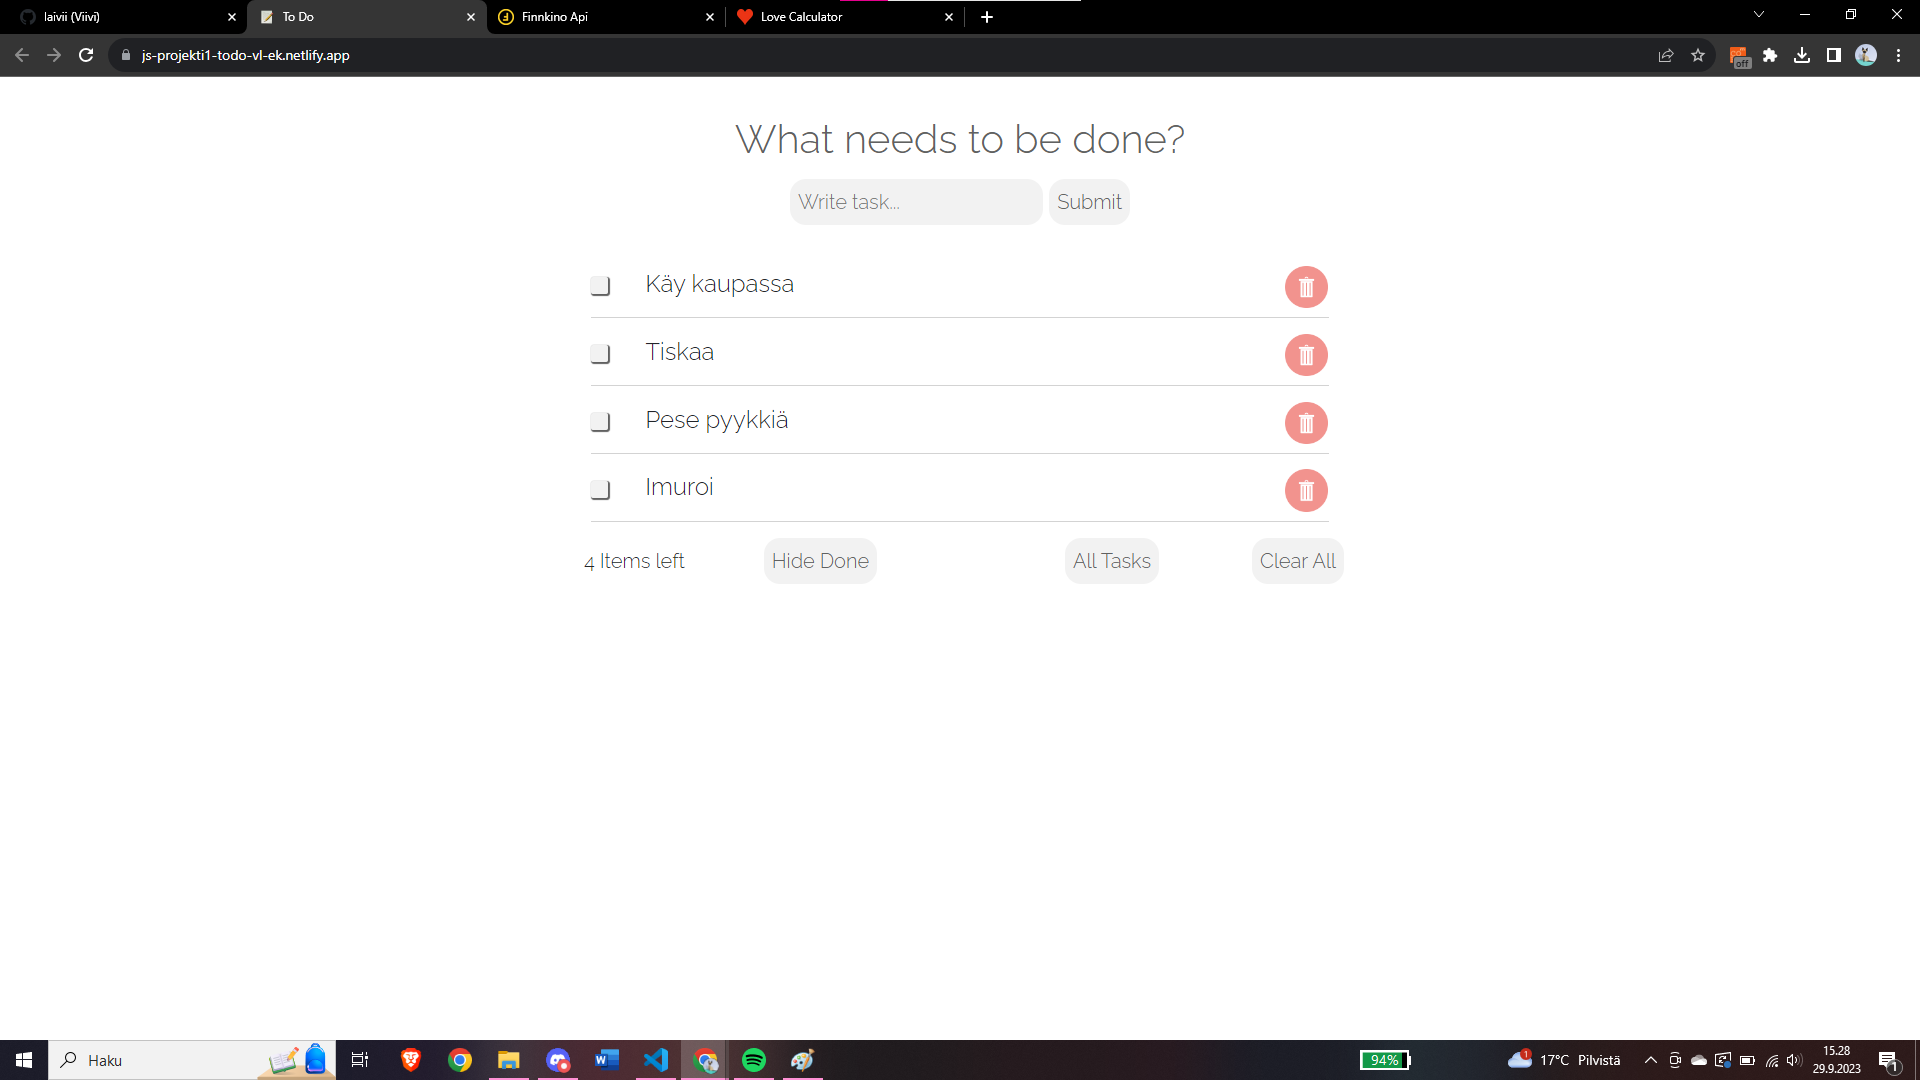 laivii (Viivi)
To Do
Finnkino Api
Love Calculator
js-projekti1-todo-vl-ek.netlify.app
off
What needs to be done?
Write task...
Submit
Käy kaupassa
Tiskaa
Pese pyykkiä
Imuroi
4 Items left
Hide Done
All Tasks
Clear All
Haku
W
94%
1
17°C Pilvistä
15.28
29.9.2023
1